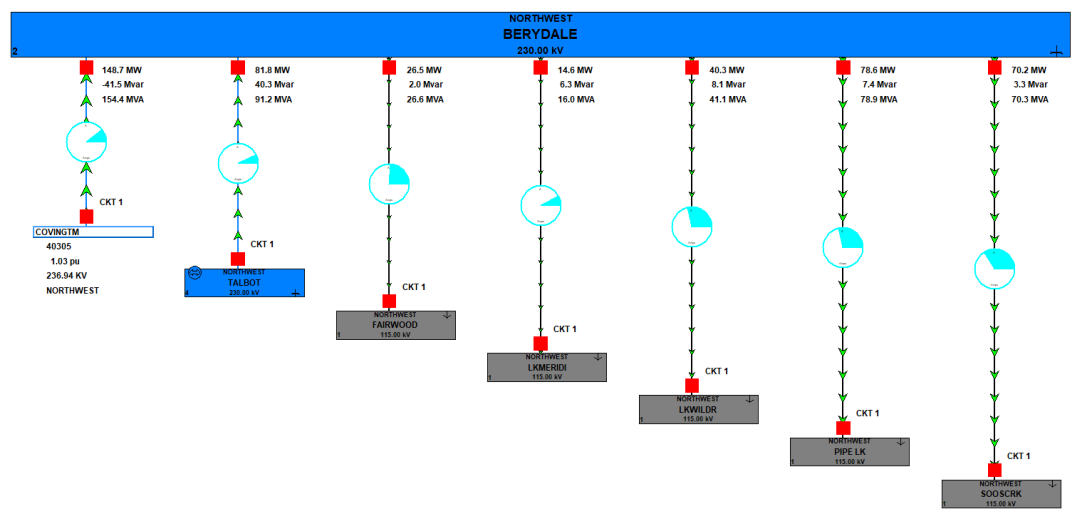 NORTHWEST
BERYDALE
230.00 kV
2
148.7 MW
-41.5 Mvar
154.4 MVA
81.8 MW
40.3 Mvar
91.2 MVA
26.5 MW
2.0 Mvar
26.6 MVA
14.6 MW
6.3 Mvar
16.0 MVA
40.3 MW
8.1 Mvar
41.1 MVA
78.6 MW
7.4 Mvar
78.9 MVA
70.2 MW
3.3 Mvar
70.3 MVA
CKT 1
COVINGTM
40305
1.03 pu
236.94 KV
NORTHWEST
CKT 1
NORTHWEST
TALBOT
230.00 kV
4
CKT 1
NORTHWEST
FAIRWOOD
115.00 kV
1
CKT 1
NORTHWEST
LKMERIDI
115.00 kV
1
CKT 1
NORTHWEST
LKWILDR
115.00 kV
1
CKT 1
NORTHWEST
PIPE LK
115.00 kV
1
CKT 1
NORTHWEST
SOOSCRK
115.00 kV
1